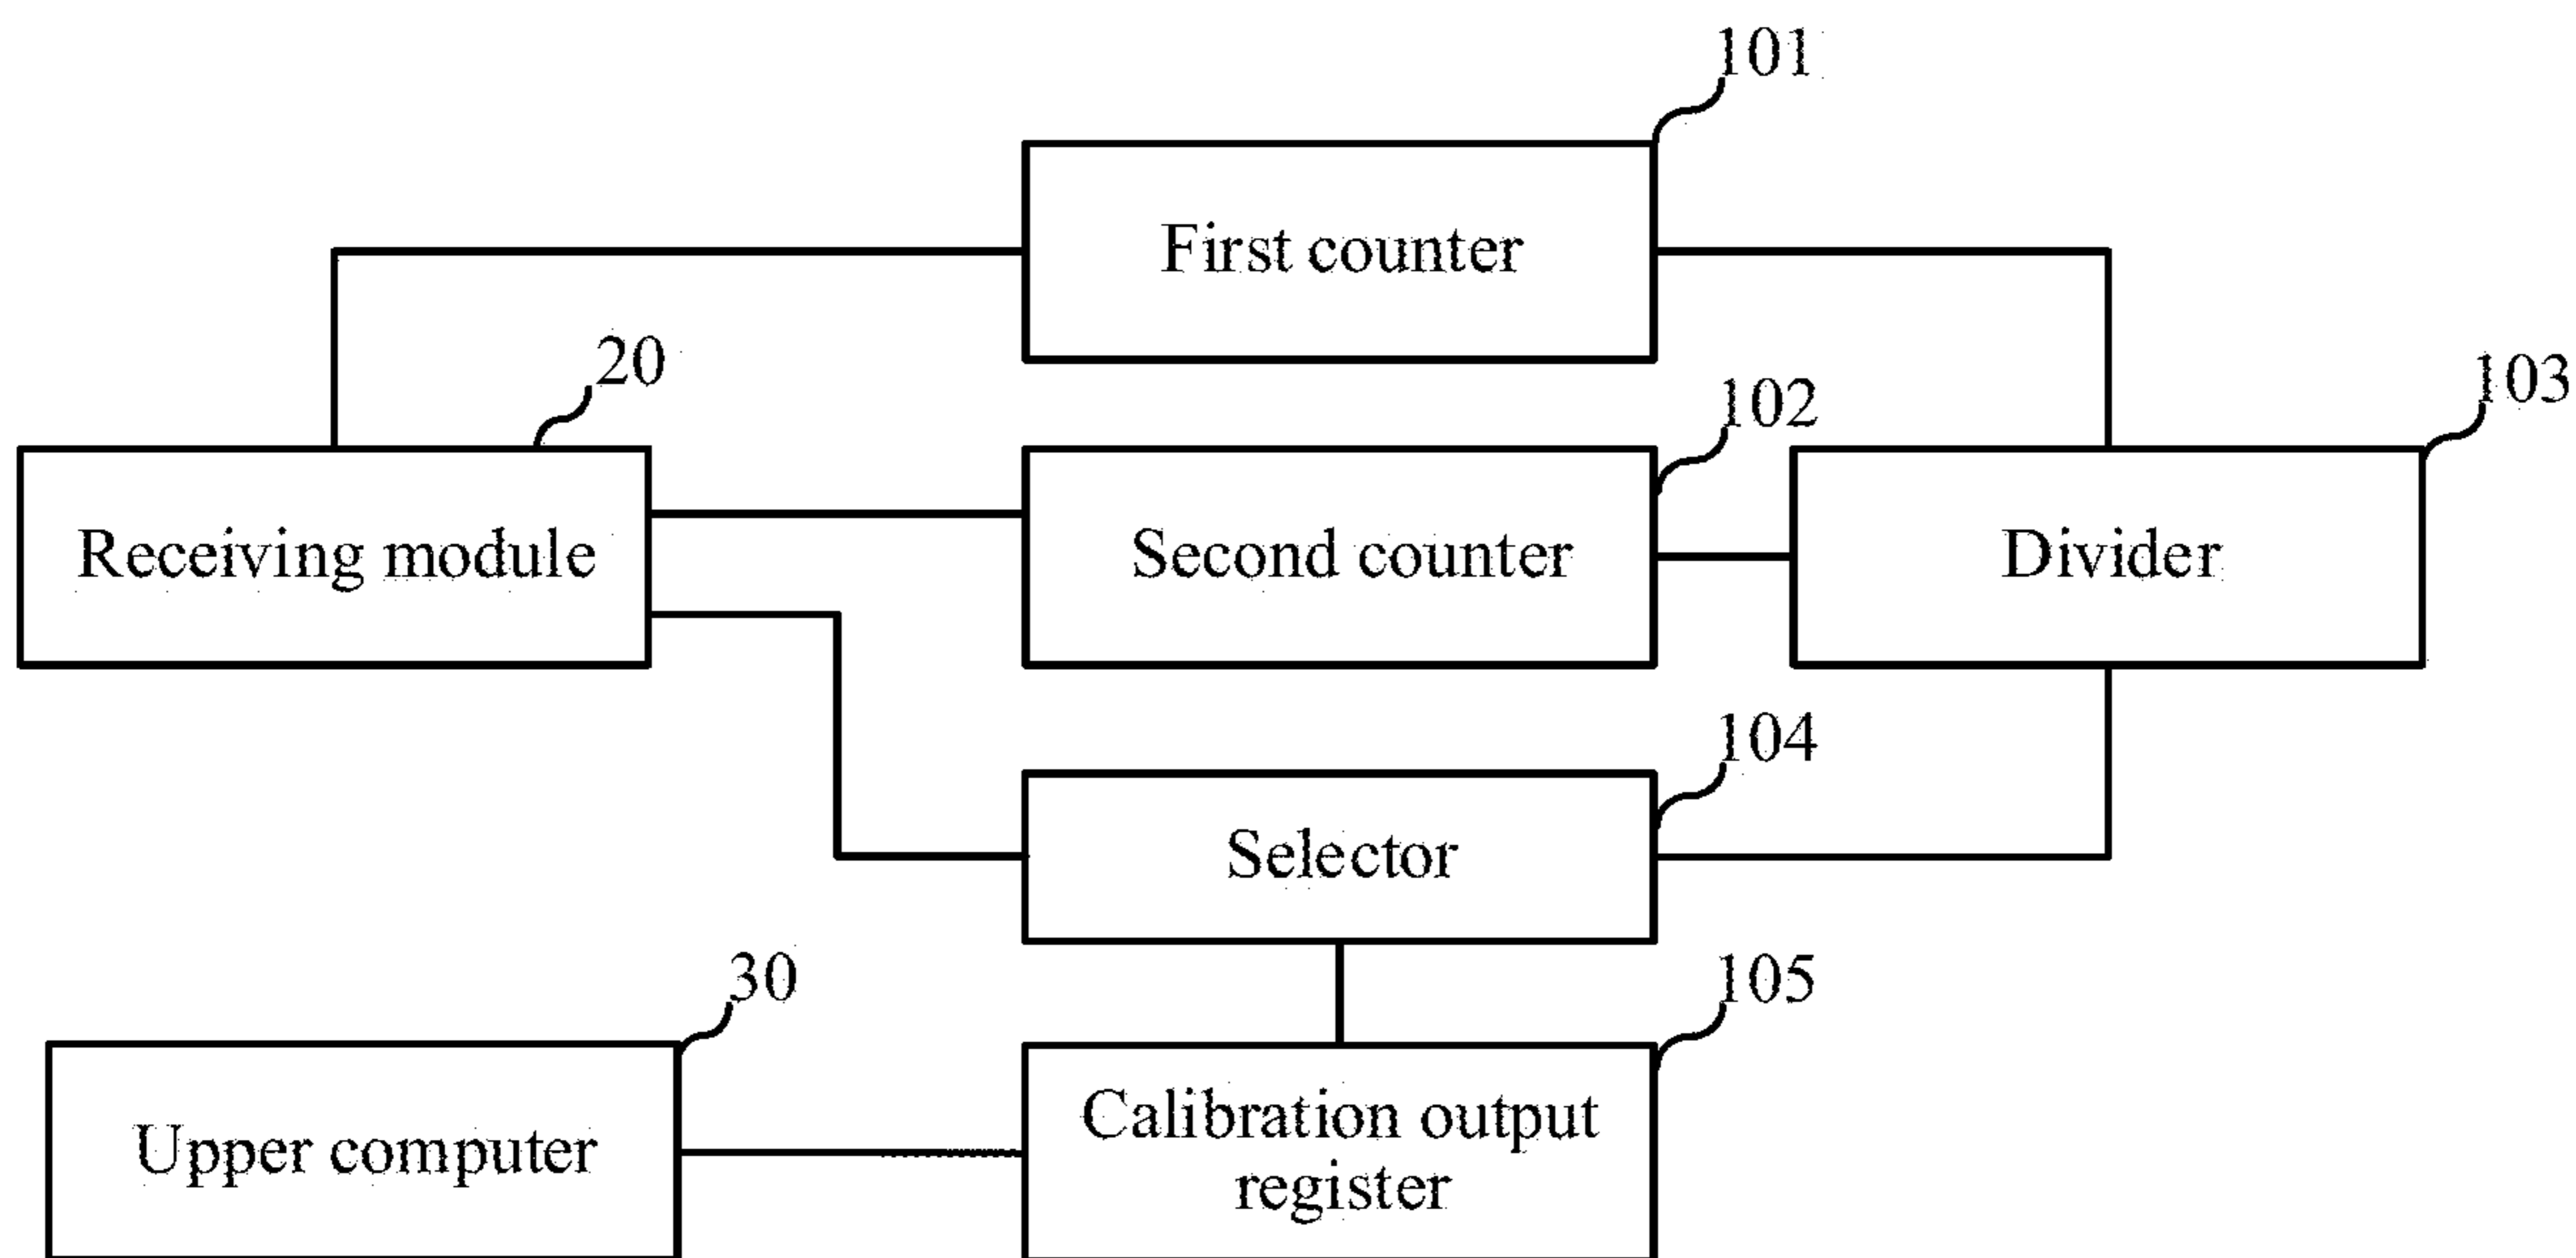 101
First counter
20
102
103
Receiving module
Second counter
Divider
104
Selector
30
105
Upper computer
Calibration output
register